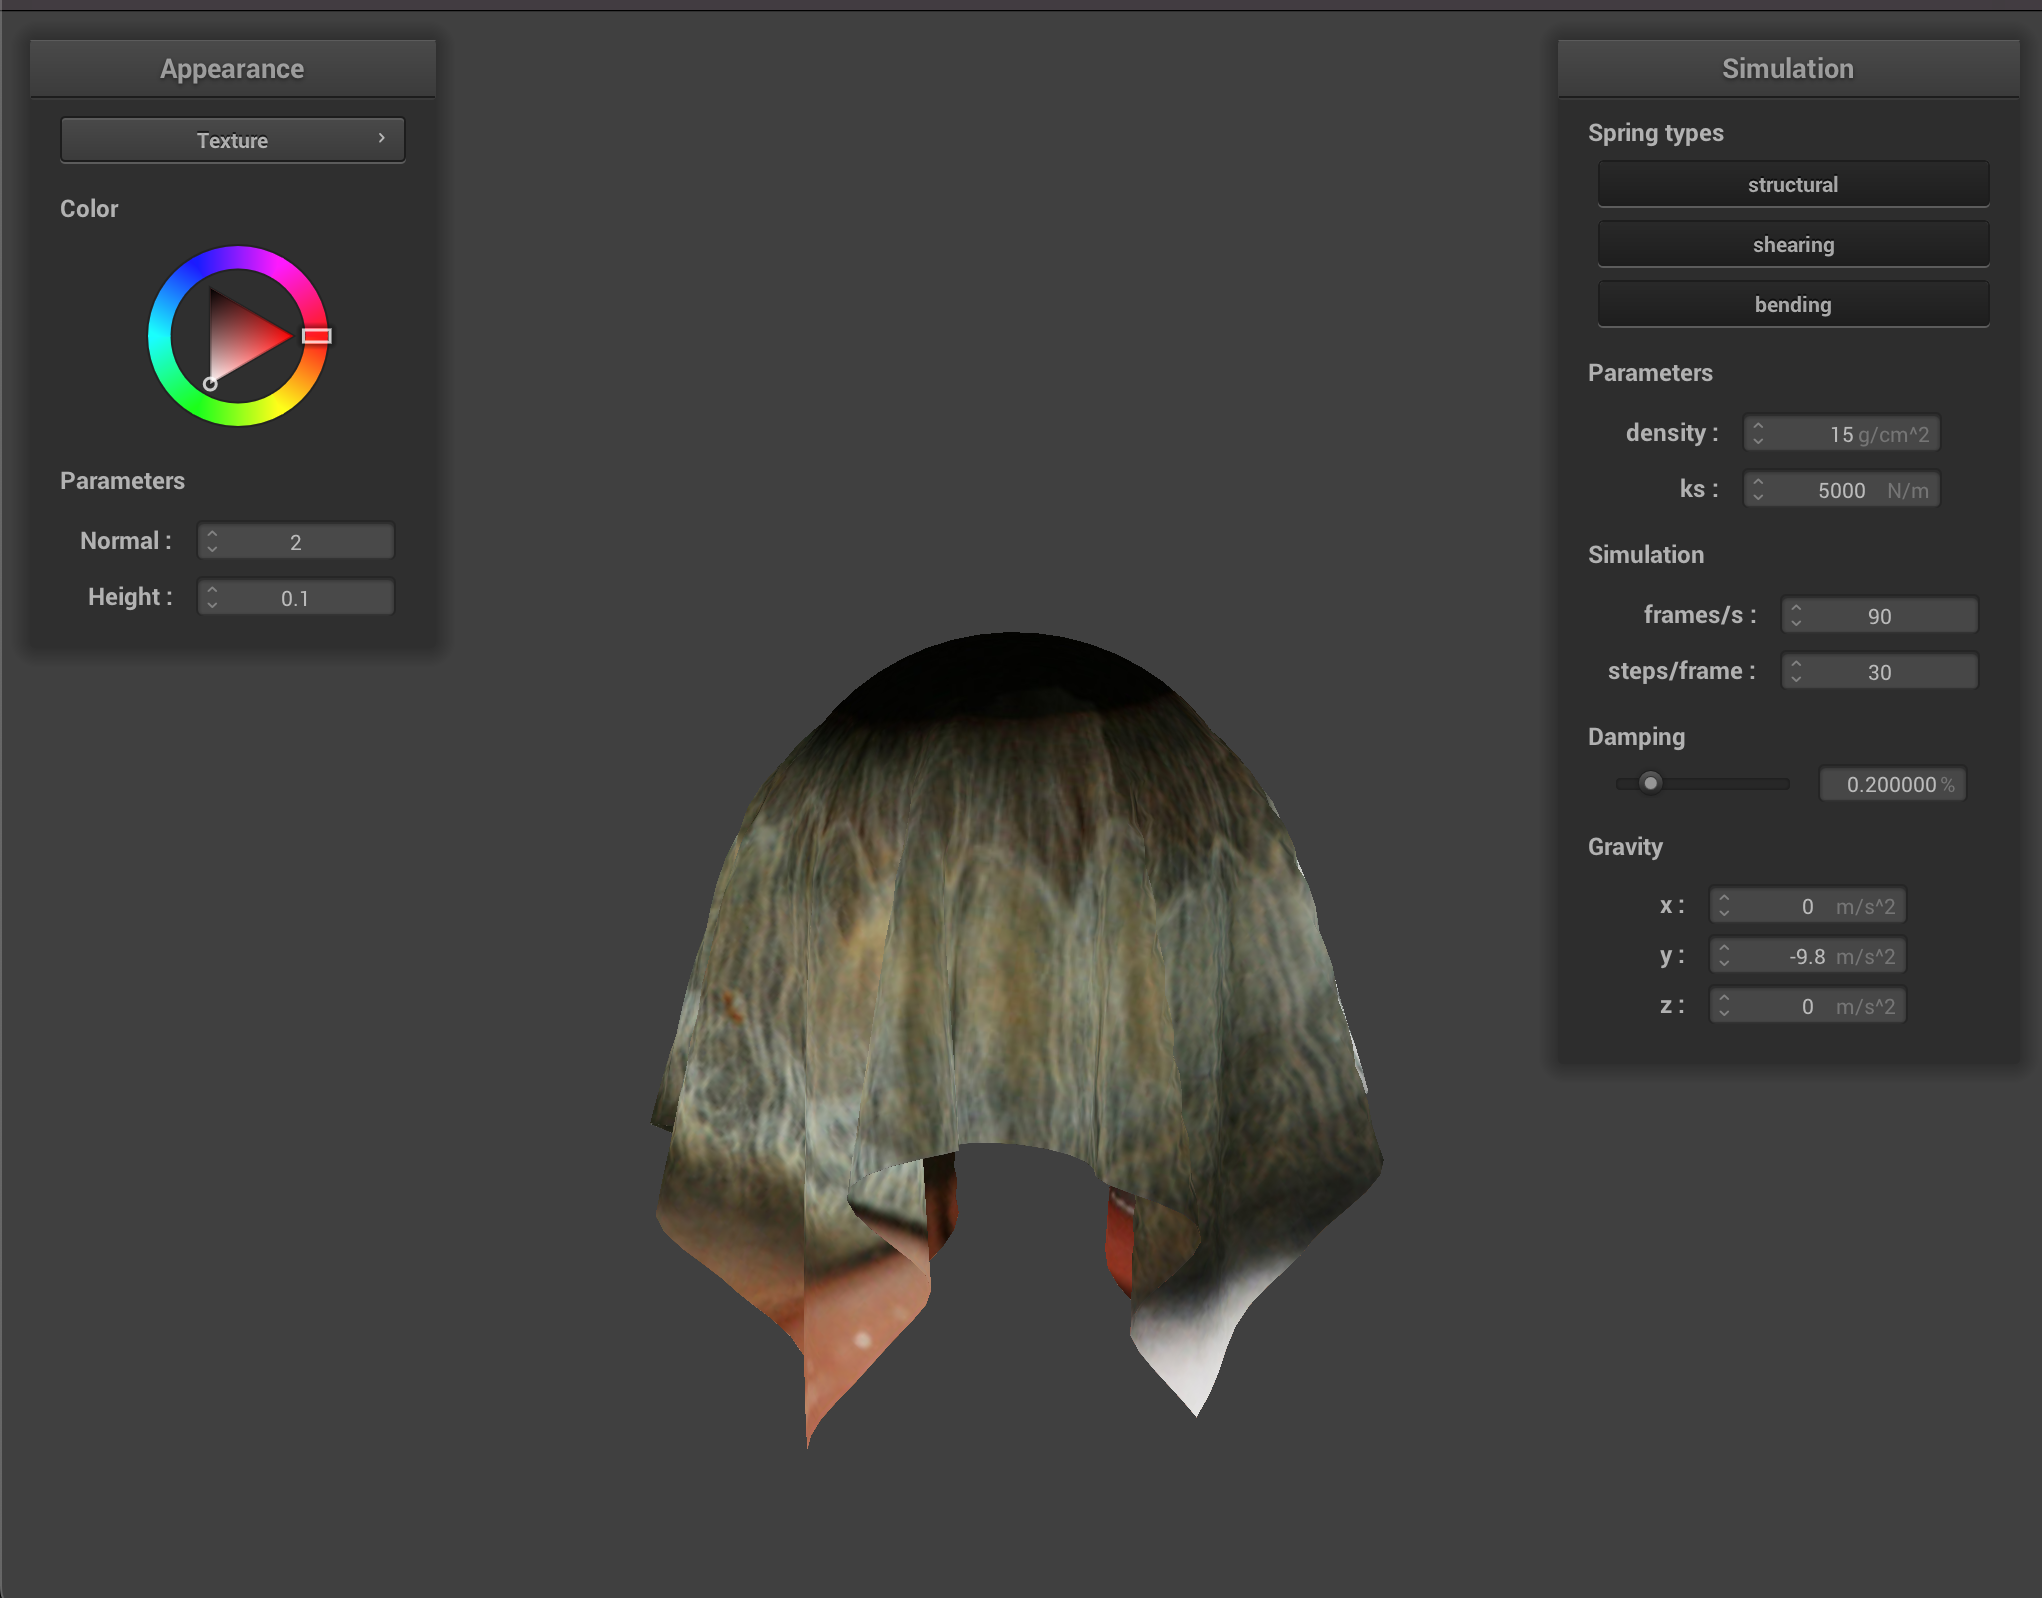 Appearance
Texture
Color
Parameters
Normal : 2
Height : 0.1
Simulation
Spring types
structural
shearing
bending
Parameters
density : 15 g/cm^2
ks : 5000 N/m
Simulation
frames/s : 90
steps/frame : 30
Damping
0.200000 %
Gravity
x : 0 m/s^2
y : -9.8 m/s^2
z : 0 m/s^2